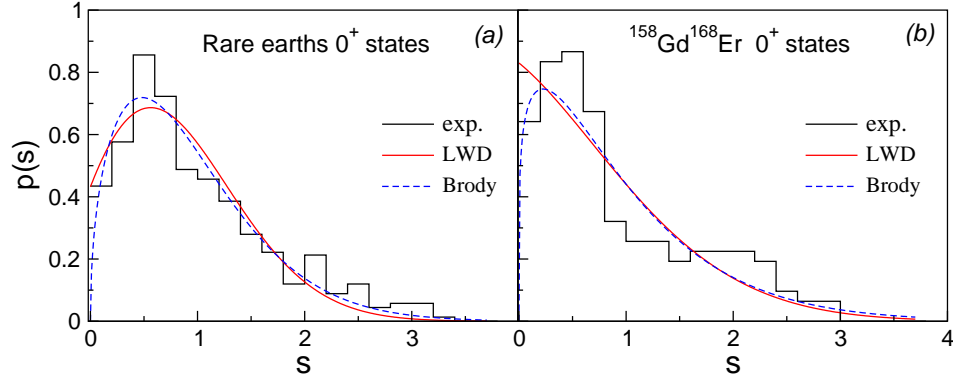 1
0.8
0.6
0.4
0.2
0
p(s)
Rare earths 0⁺ states
(a)
exp.
LWD
Brody
0 1 2 3
s
¹⁵⁸Gd¹⁶⁸Er 0⁺ states
(b)
exp.
LWD
Brody
0 1 2 3 4
s